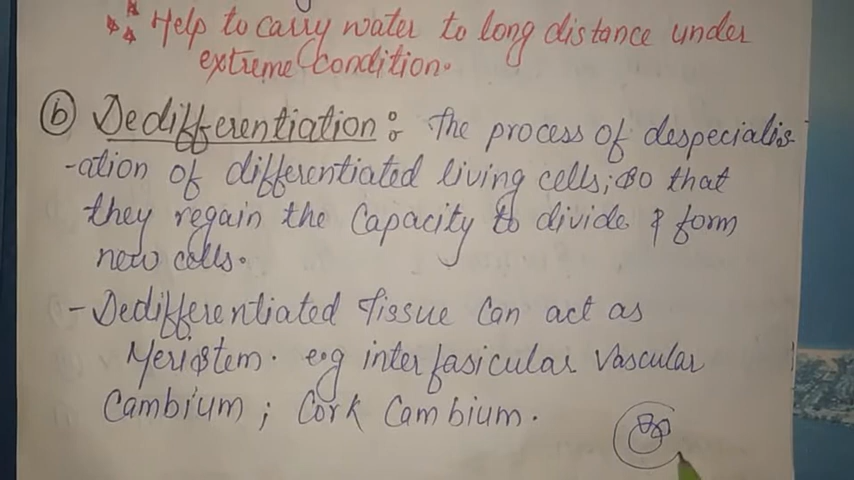 Help to carry water to long distance under
extreme condition.
(b) Dedifferentiation : The process of despecialis-
-ation of differentiated living cells; so that
they regain the capacity to divide & form
new cells.
- Dedifferentiated tissue can act as
Meristem. e.g interfasicular vascular
Cambium ; Cork Cambium.